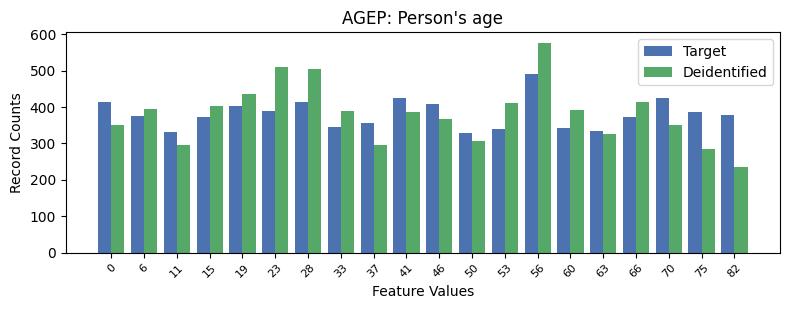 AGEP: Person's age
Record Counts
600
500
400
300
200
100
0
Target
Deidentified
0 6 11 15 19 23 28 33 37 41 46 50 53 56 60 63 66 70 75 82
Feature Values